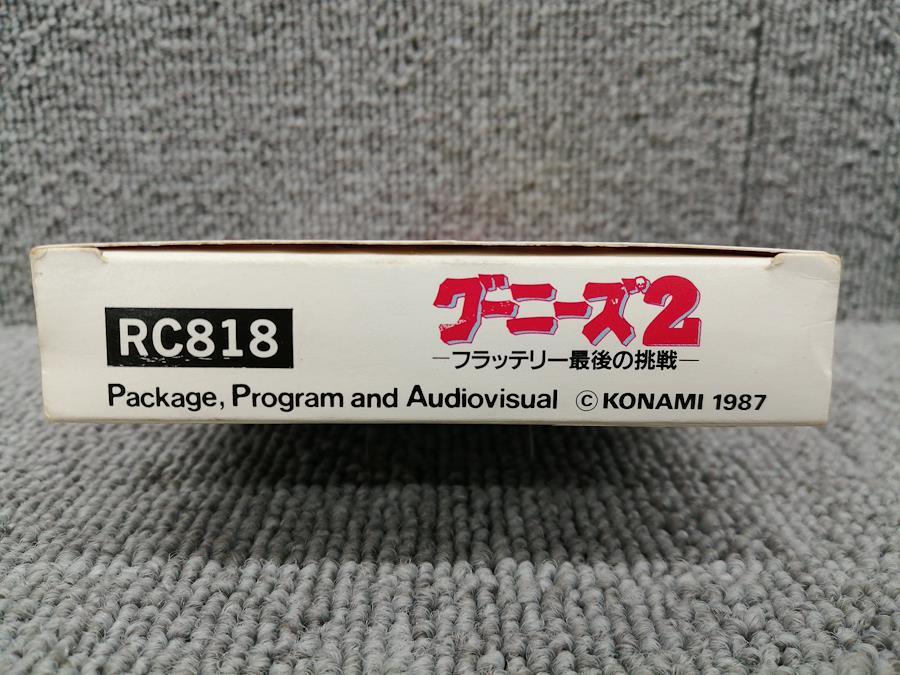 RC818
グーニーズ2
―フラッテリー最後の挑戦―
Package, Program and Audiovisual © KONAMI 1987